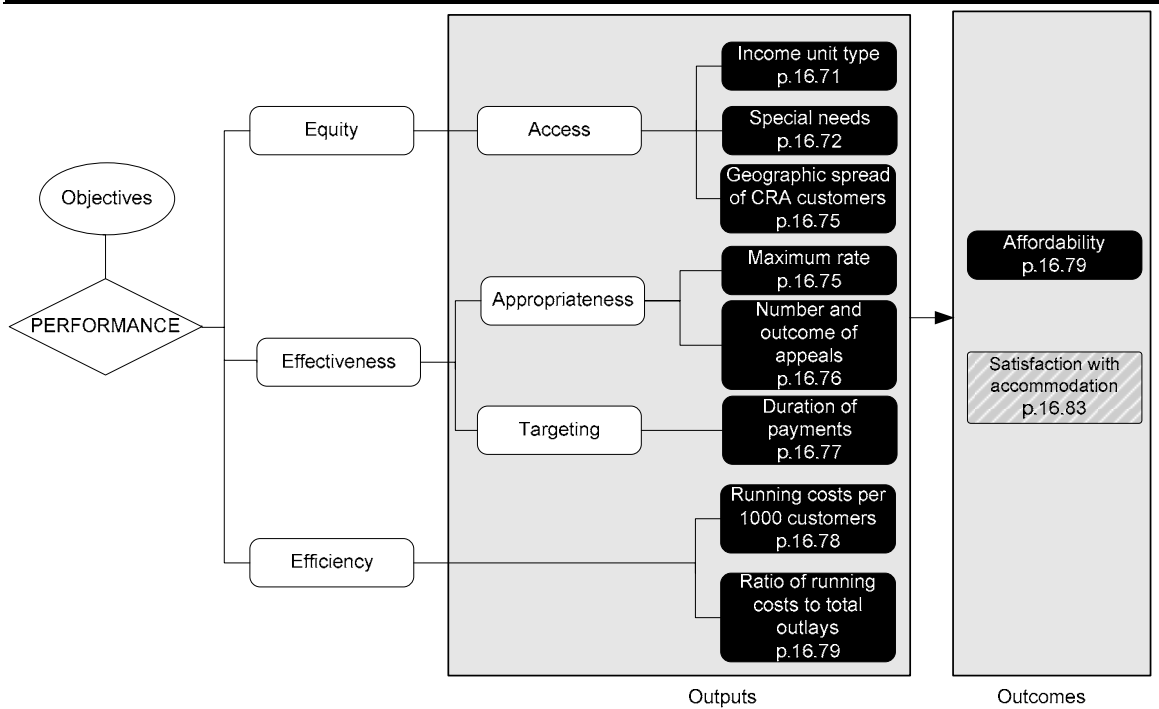 Objectives
PERFORMANCE
Equity
Effectiveness
Efficiency
Access
Appropriateness
Targeting
Income unit type
p.16.71
Special needs
p.16.72
Geographic spread
of CRA customers
p.16.75
Maximum rate
p.16.75
Number and
outcome of
appeals
p.16.76
Duration of
payments
p.16.77
Running costs per
1000 customers
p.16.78
Ratio of running
costs to total
outlays
p.16.79
Affordability
p.16.79
Satisfaction with
accommodation
p.16.83
Outputs
Outcomes